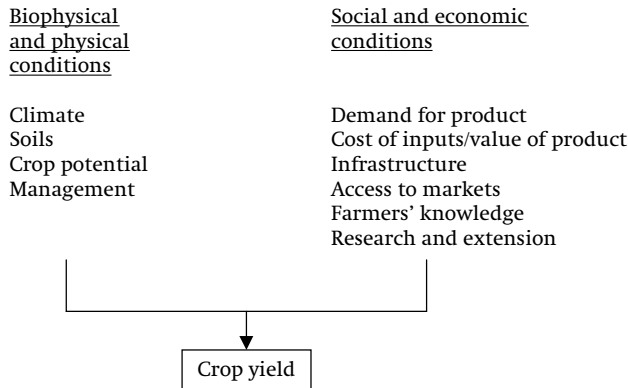 Biophysical
and physical
conditions
Climate
Soils
Crop potential
Management
Social and economic
conditions
Demand for product
Cost of inputs/value of product
Infrastructure
Access to markets
Farmers’ knowledge
Research and extension
Crop yield